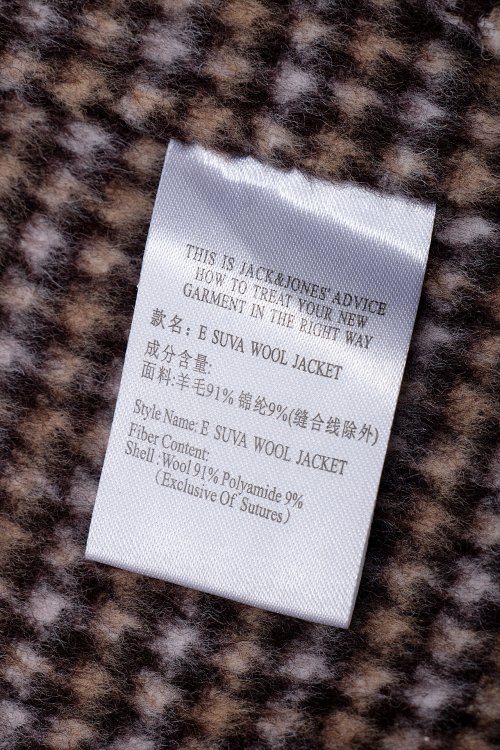 THIS IS JACK&JONES' ADVICE
HOW TO TREAT YOUR NEW
GARMENT IN THE RIGHT WAY
款名：E SUVA WOOL JACKET
成分含量:
面料:羊毛91% 锦纶9%(缝合线除外)
Style Name: E SUVA WOOL JACKET
Fiber Content:
Shell :Wool 91% Polyamide 9%
(Exclusive Of Sutures)